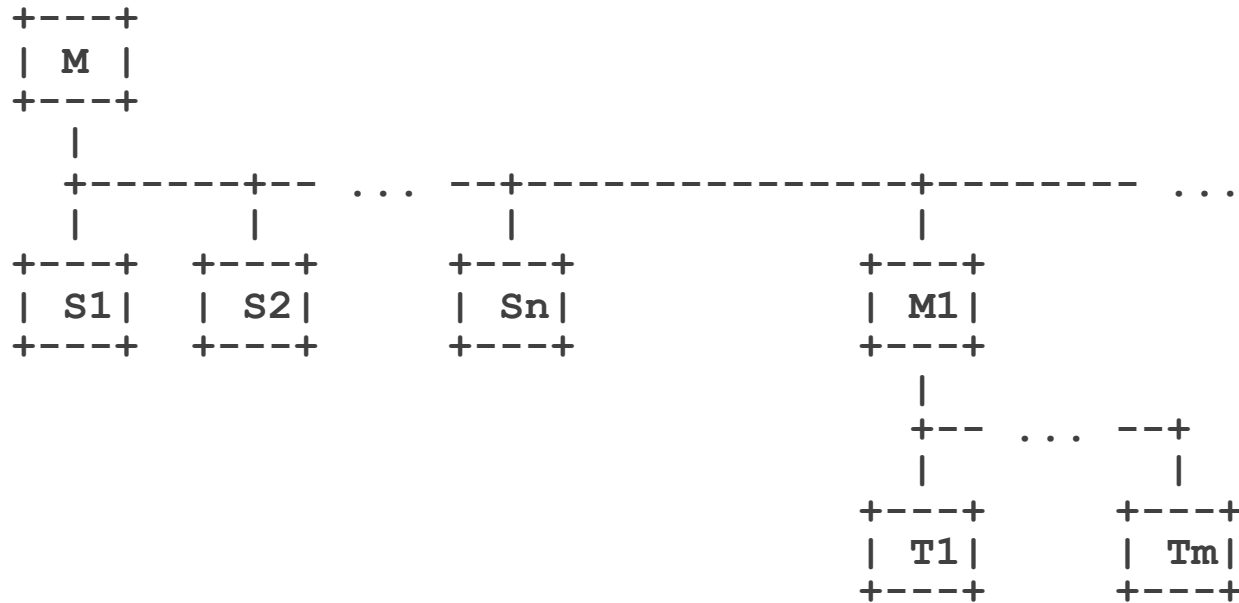 +---+
| M |
+---+
|
+------+-- ... --+---------------+-------- ...
| | | |
+---+ +---+ +---+ +---+
| S1| | S2| | Sn| | M1|
+---+ +---+ +---+ +---+
|
+-- ... --+
| |
+---+ +---+
| T1| | Tm|
+---+ +---+